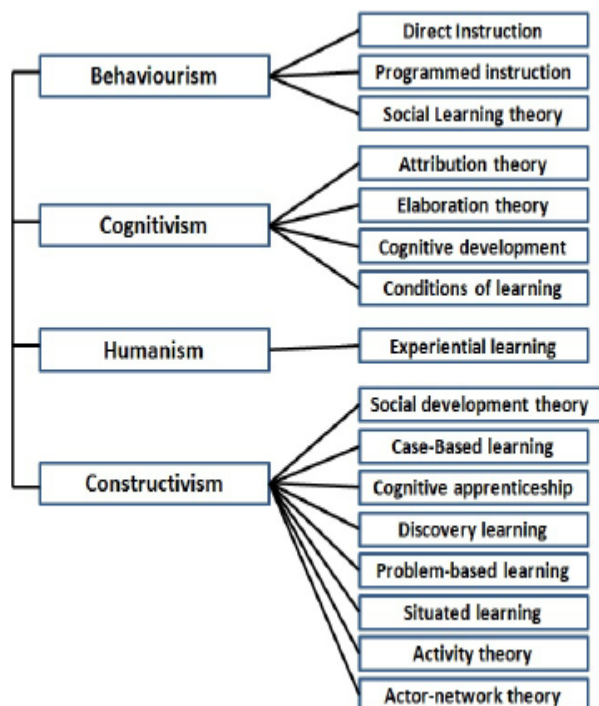 Behaviourism
Direct Instruction
Programmed instruction
Social Learning theory
Cognitivism
Attribution theory
Elaboration theory
Cognitive development
Conditions of learning
Humanism
Experiential learning
Constructivism
Social development theory
Case-Based learning
Cognitive apprenticeship
Discovery learning
Problem-based learning
Situated learning
Activity theory
Actor-network theory